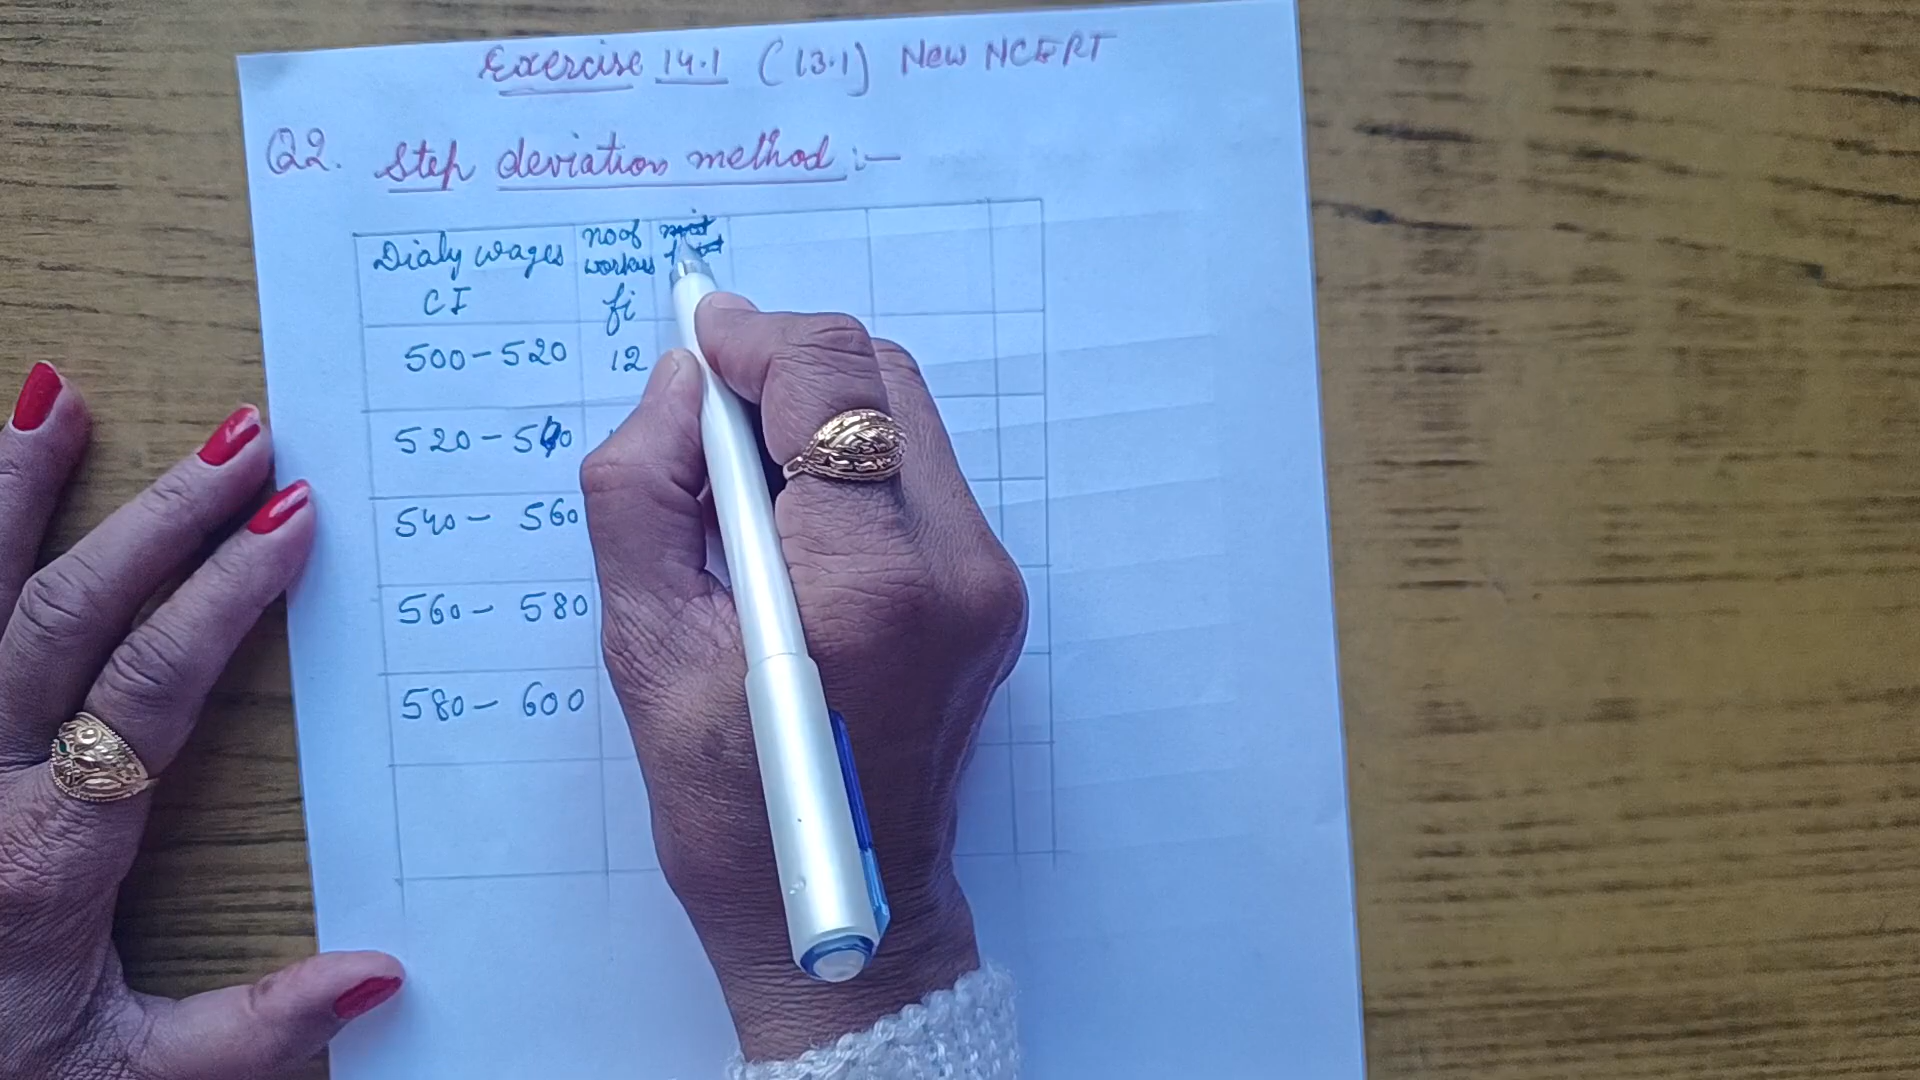 Exercise 14.1 (13.1) New NCERT
Q2. Step deviation method :-
Dialy wages
CI
no of
workers
fi
500-520 12
520-540
540- 560
560- 580
580- 600